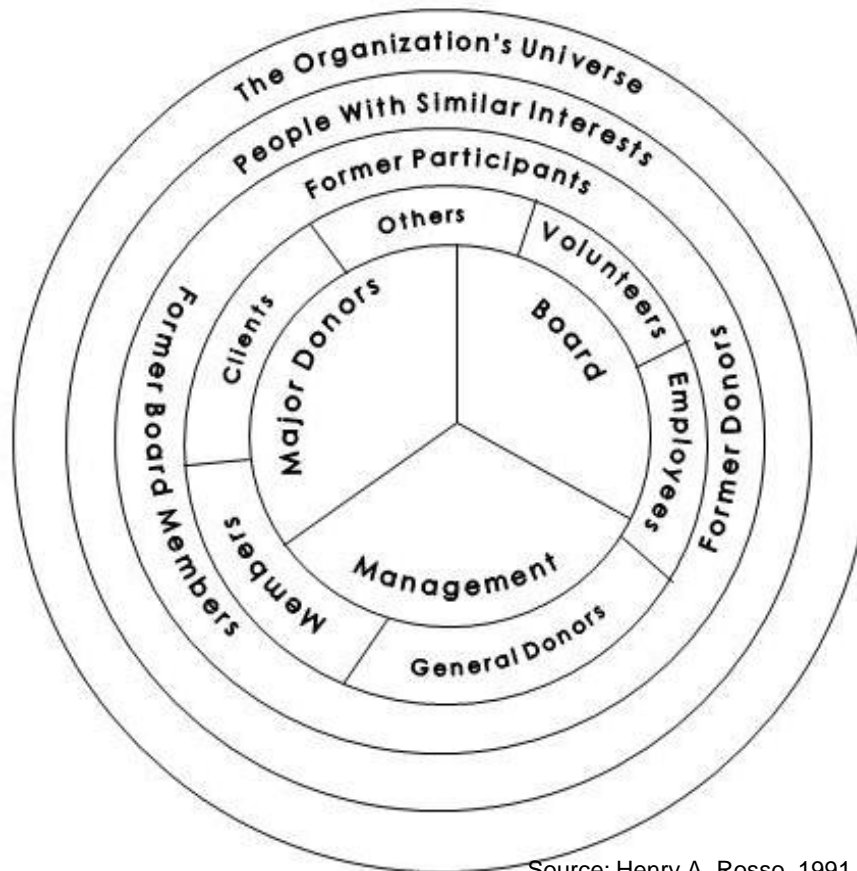 The Organization's Universe
People With Similar Interests
Former Participants
Former Board Members
Former Donors
Others
Volunteers
Employees
General Donors
Members
Clients
Major Donors
Board
Management
Source: Henry A. Rosso, 1991